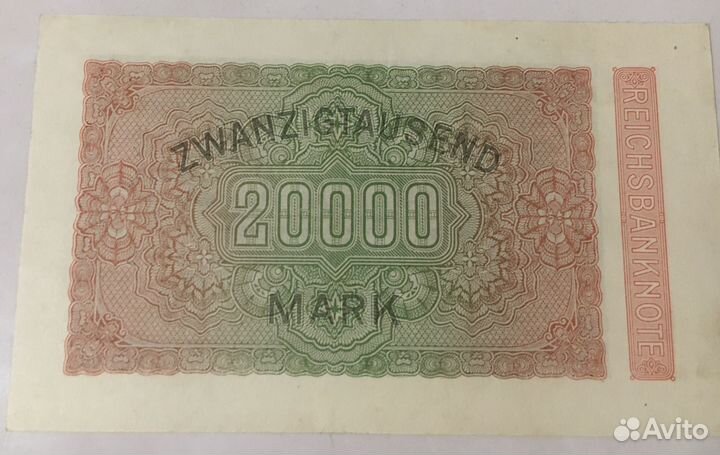 ZWANZIGTAUSEND
20000
MARK
REICHSBANKNOTE
Avito